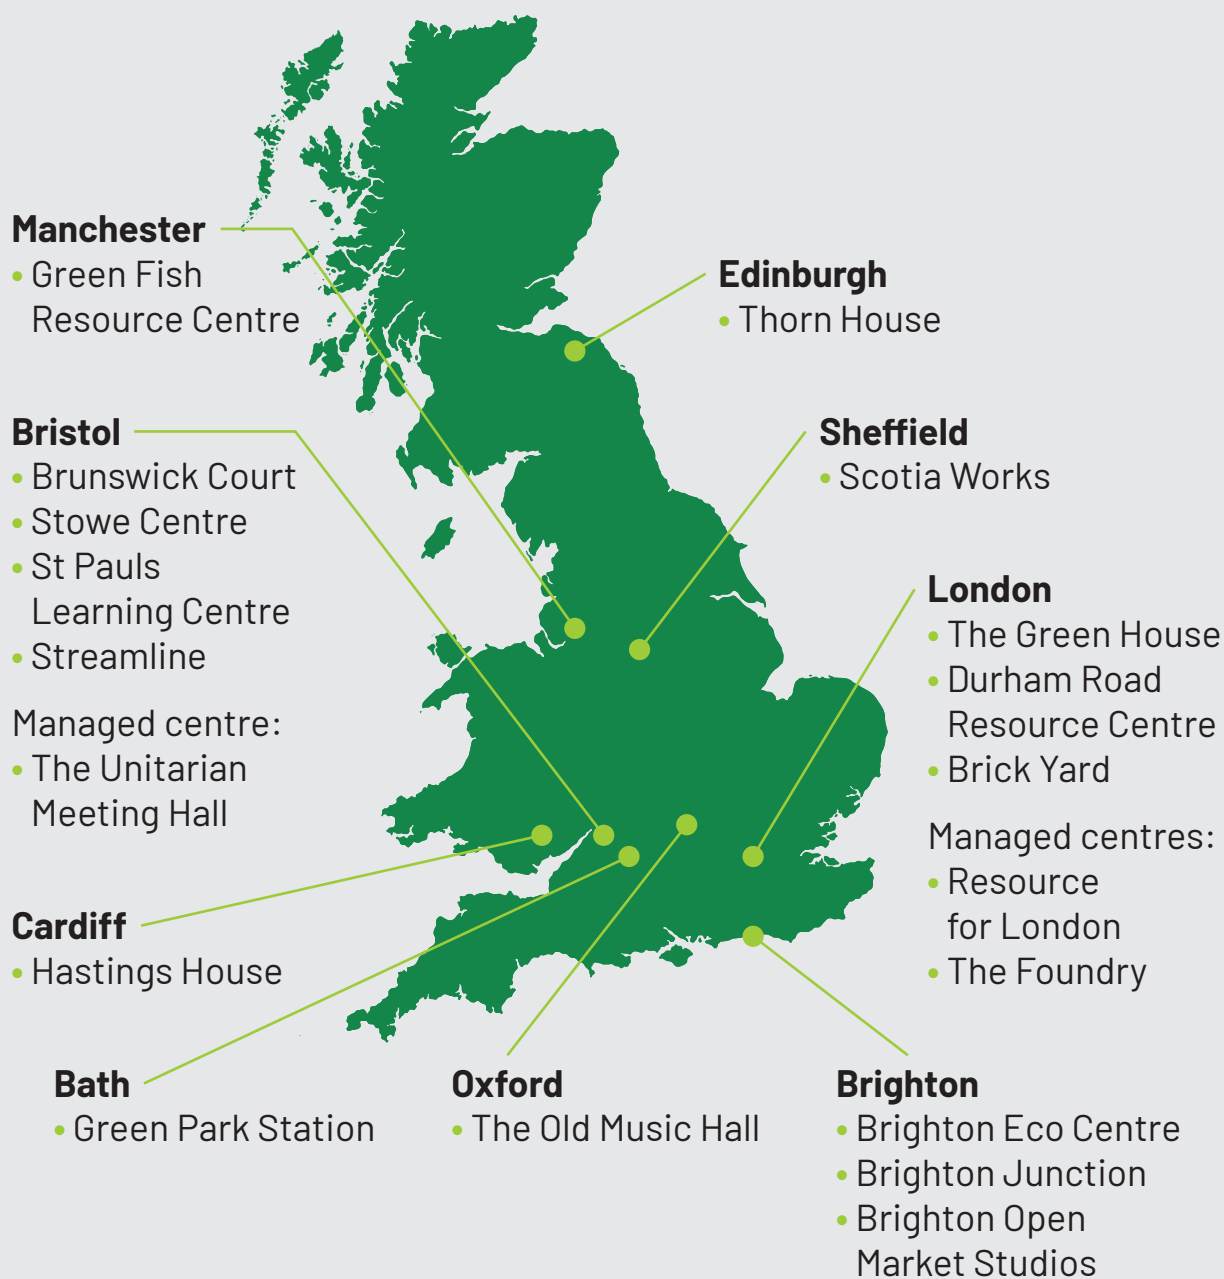 Manchester
• Green Fish
Resource Centre
Edinburgh
• Thorn House
Bristol
• Brunswick Court
• Stowe Centre
• St Pauls
Learning Centre
• Streamline
Managed centre:
• The Unitarian
Meeting Hall
Sheffield
• Scotia Works
London
• The Green House
• Durham Road
Resource Centre
• Brick Yard
Managed centres:
• Resource
for London
• The Foundry
Cardiff
• Hastings House
Bath
• Green Park Station
Oxford
• The Old Music Hall
Brighton
• Brighton Eco Centre
• Brighton Junction
• Brighton Open
Market Studios